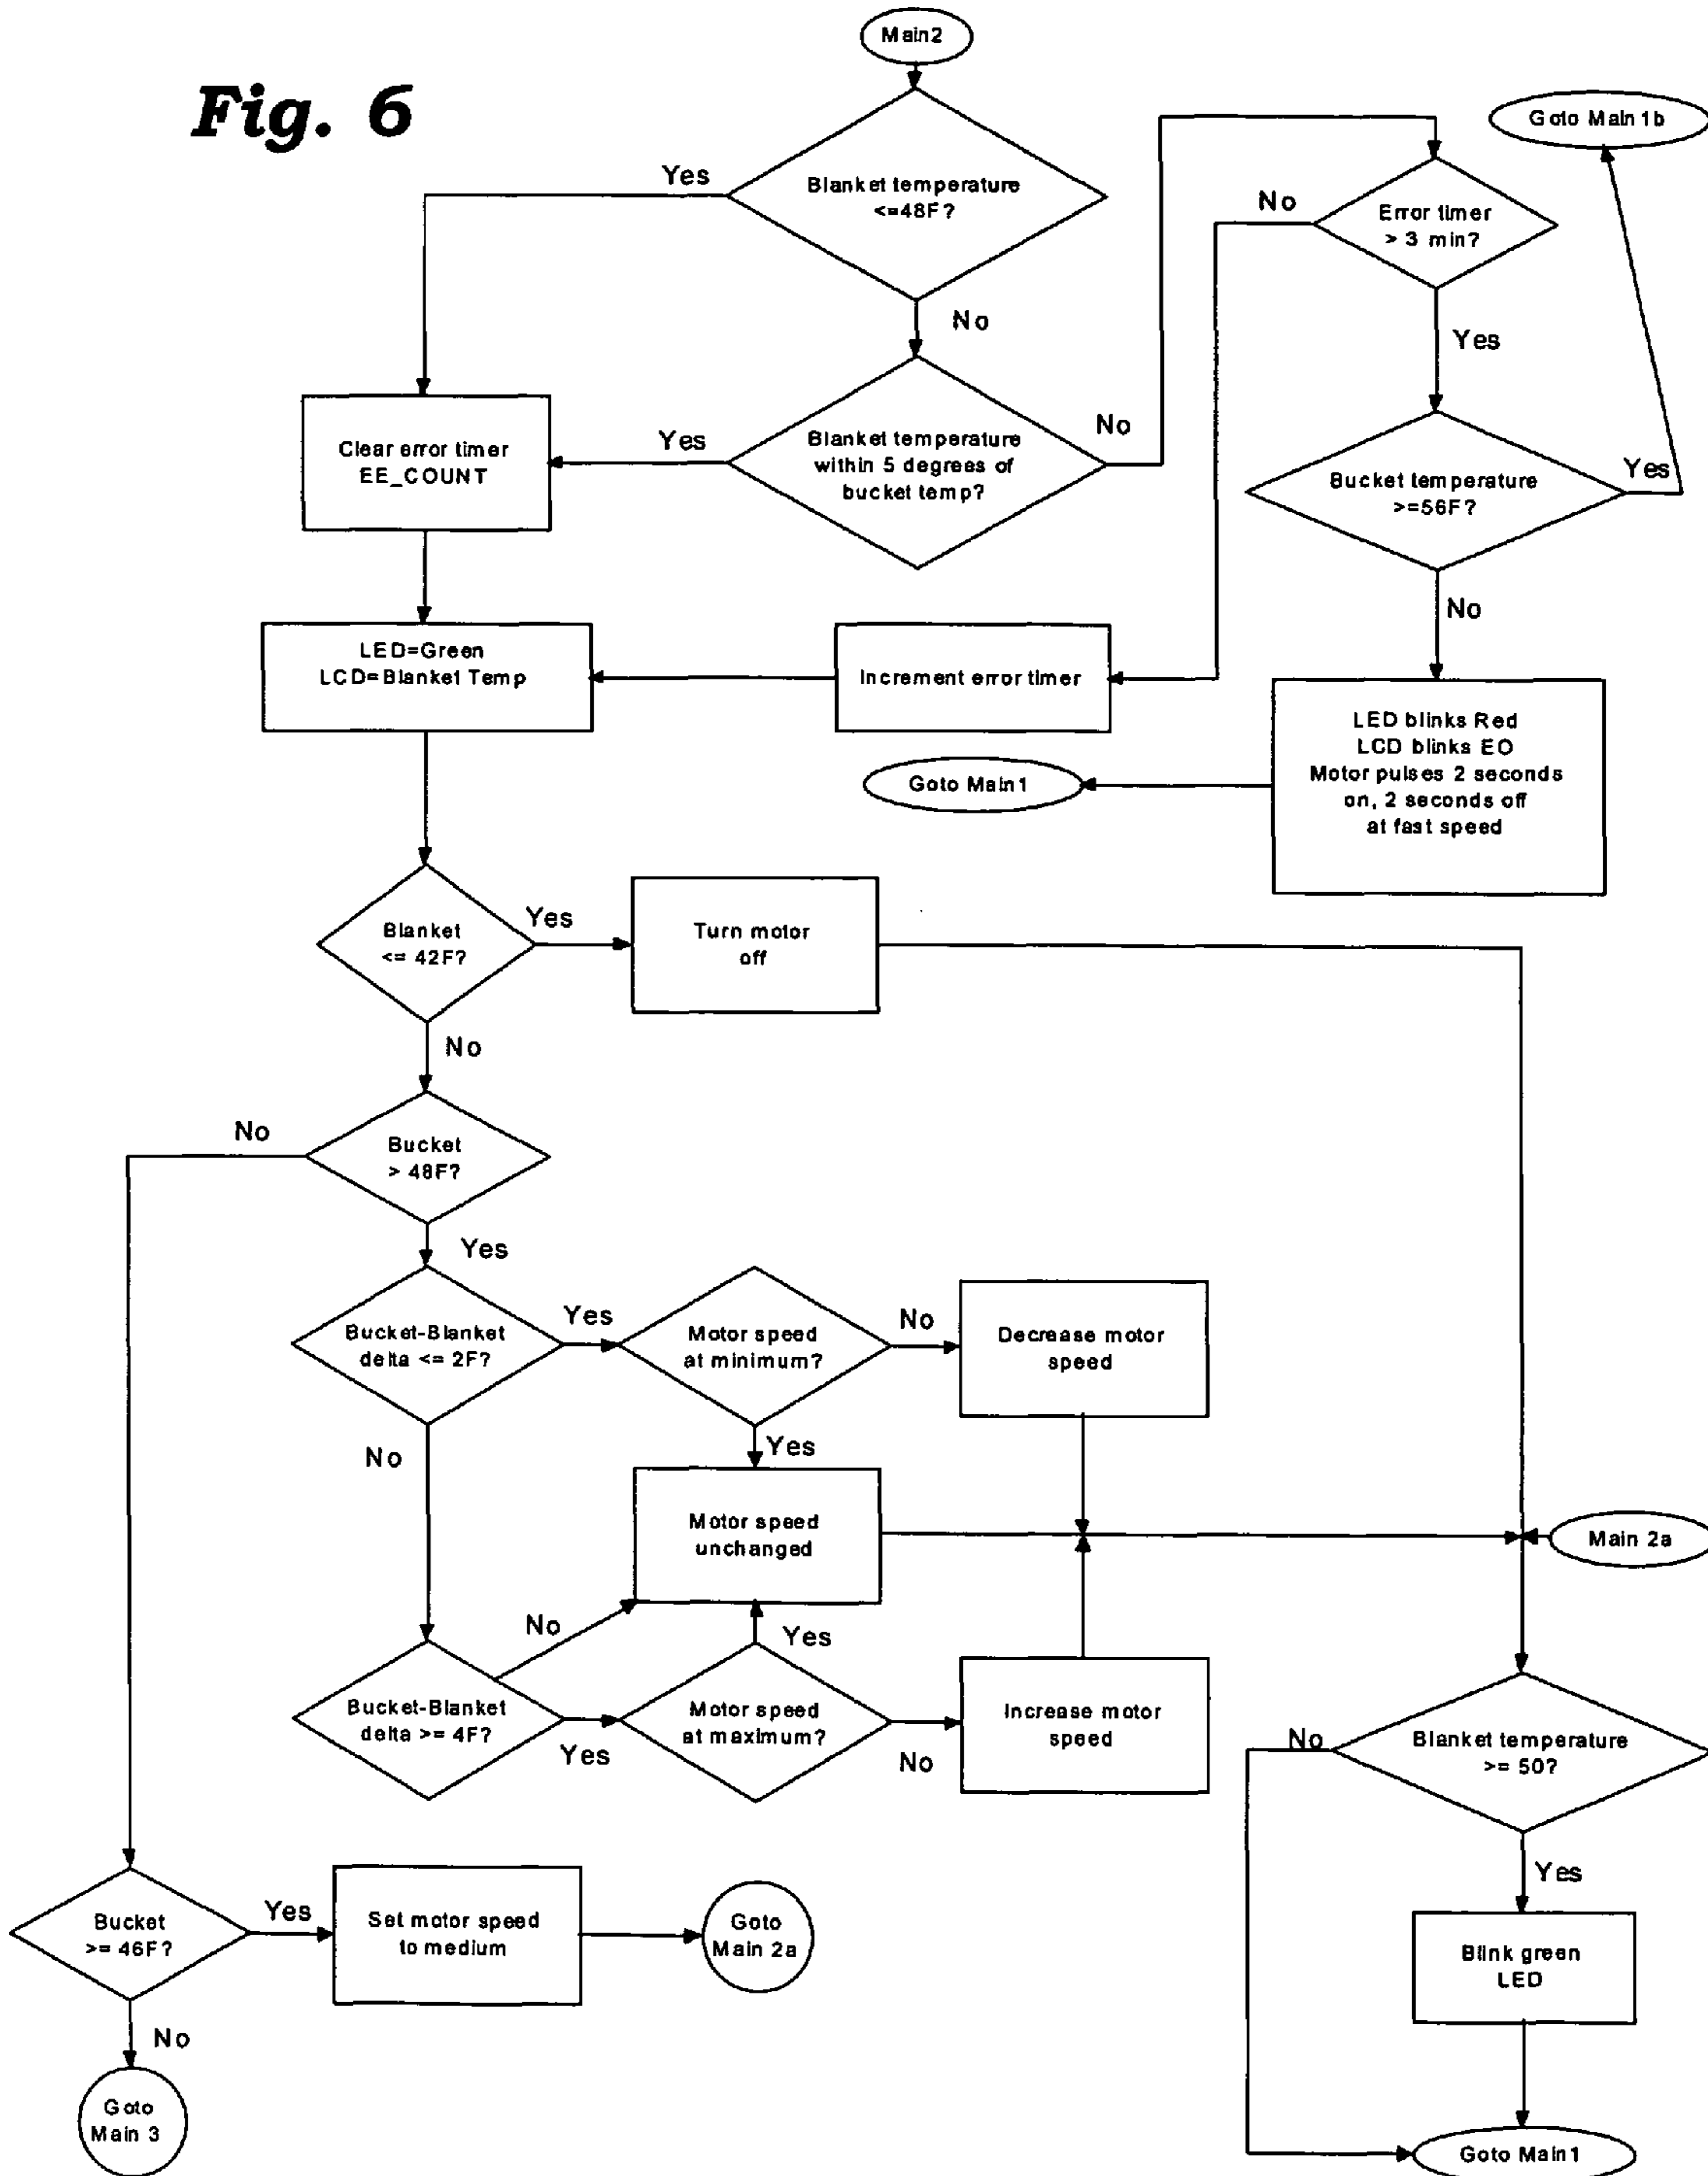 Fig. 6
Main2
Goto Main 1b
Yes
Blanket temperature
<=48F?
No
Error timer
> 3 min?
No
Yes
Clear error timer
EE_COUNT
Yes
Blanket temperature
within 5 degrees of
bucket temp?
No
Bucket temperature
>=56F?
Yes
No
LED=Green
LCD=Blanket Temp
Increment error timer
LED blinks Red
LCD blinks EO
Motor pulses 2 seconds
on, 2 seconds off
at fast speed
Goto Main1
Blanket
<= 42F?
Yes
Turn motor
off
No
No
Bucket
> 48F?
Yes
Bucket-Blanket
delta <= 2F?
Yes
Motor speed
at minimum?
No
Decrease motor
speed
No
Yes
Motor speed
unchanged
Main 2a
No
Yes
Bucket-Blanket
delta >= 4F?
Yes
Motor speed
at maximum?
No
Increase motor
speed
No
Blanket temperature
>= 50?
Yes
Bucket
>= 46F?
Yes
Set motor speed
to medium
Goto
Main 2a
Blink green
LED
No
Goto
Main 3
Goto Main1